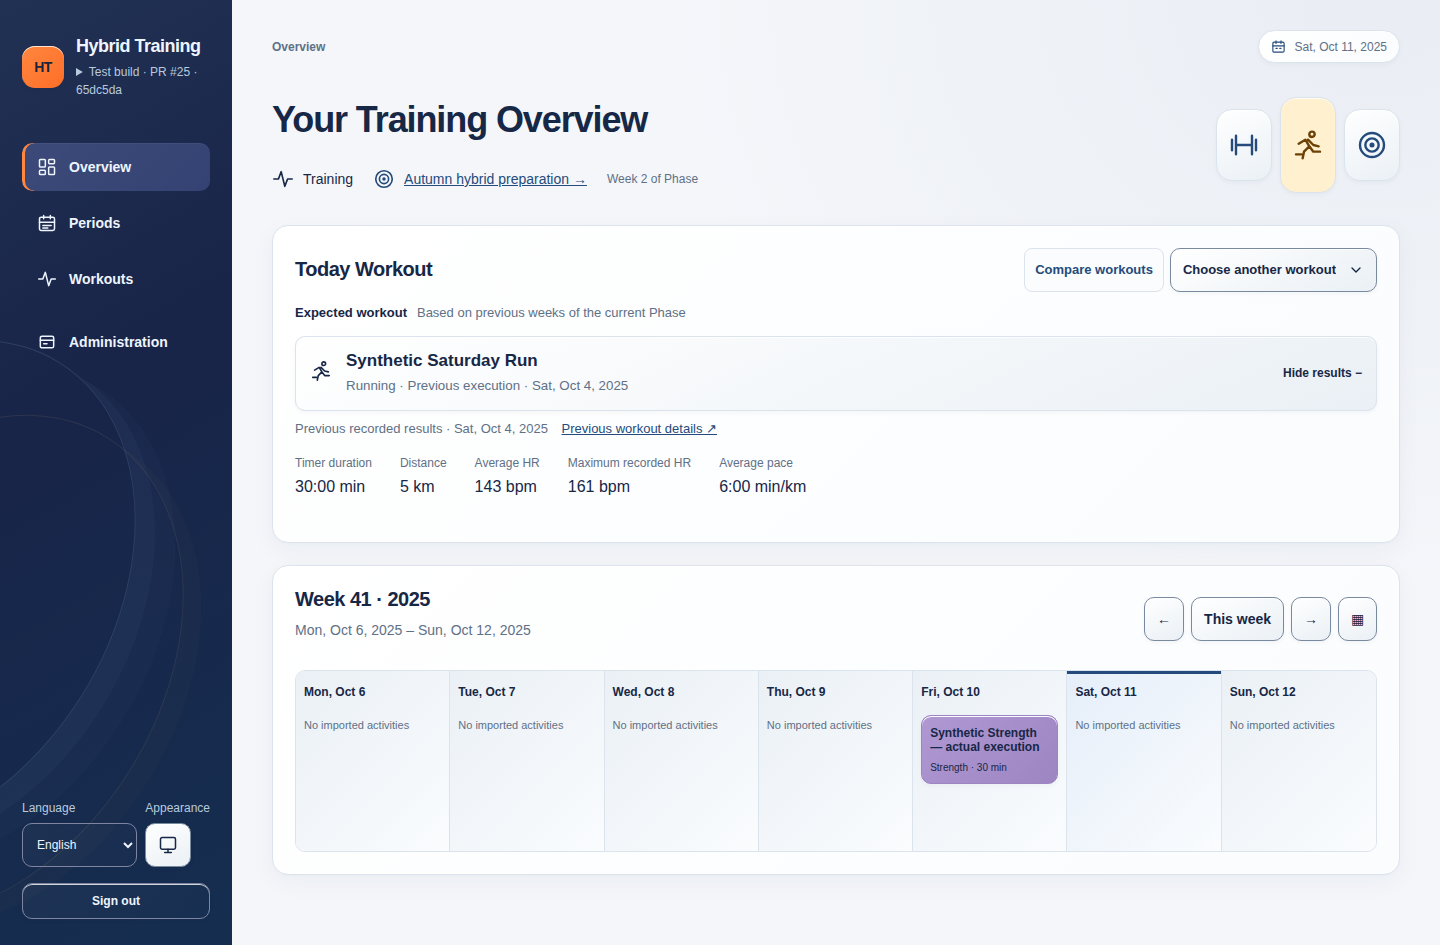 HT
Hybrid Training
▶ Test build · PR #25 ·
65dc5da
Overview
Periods
Workouts
Administration
Language
Appearance
English
Sign out
Overview
Sat, Oct 11, 2025
Your Training Overview
Training
Autumn hybrid preparation →
Week 2 of Phase
Today Workout
Compare workouts
Choose another workout
Expected workout Based on previous weeks of the current Phase
Synthetic Saturday Run
Running · Previous execution · Sat, Oct 4, 2025
Hide results −
Previous recorded results · Sat, Oct 4, 2025 Previous workout details ↗
Timer duration
30:00 min
Distance
5 km
Average HR
143 bpm
Maximum recorded HR
161 bpm
Average pace
6:00 min/km
Week 41 · 2025
Mon, Oct 6, 2025 – Sun, Oct 12, 2025
←
This week
→
Mon, Oct 6
No imported activities
Tue, Oct 7
No imported activities
Wed, Oct 8
No imported activities
Thu, Oct 9
No imported activities
Fri, Oct 10
Synthetic Strength
— actual execution
Strength · 30 min
Sat, Oct 11
No imported activities
Sun, Oct 12
No imported activities